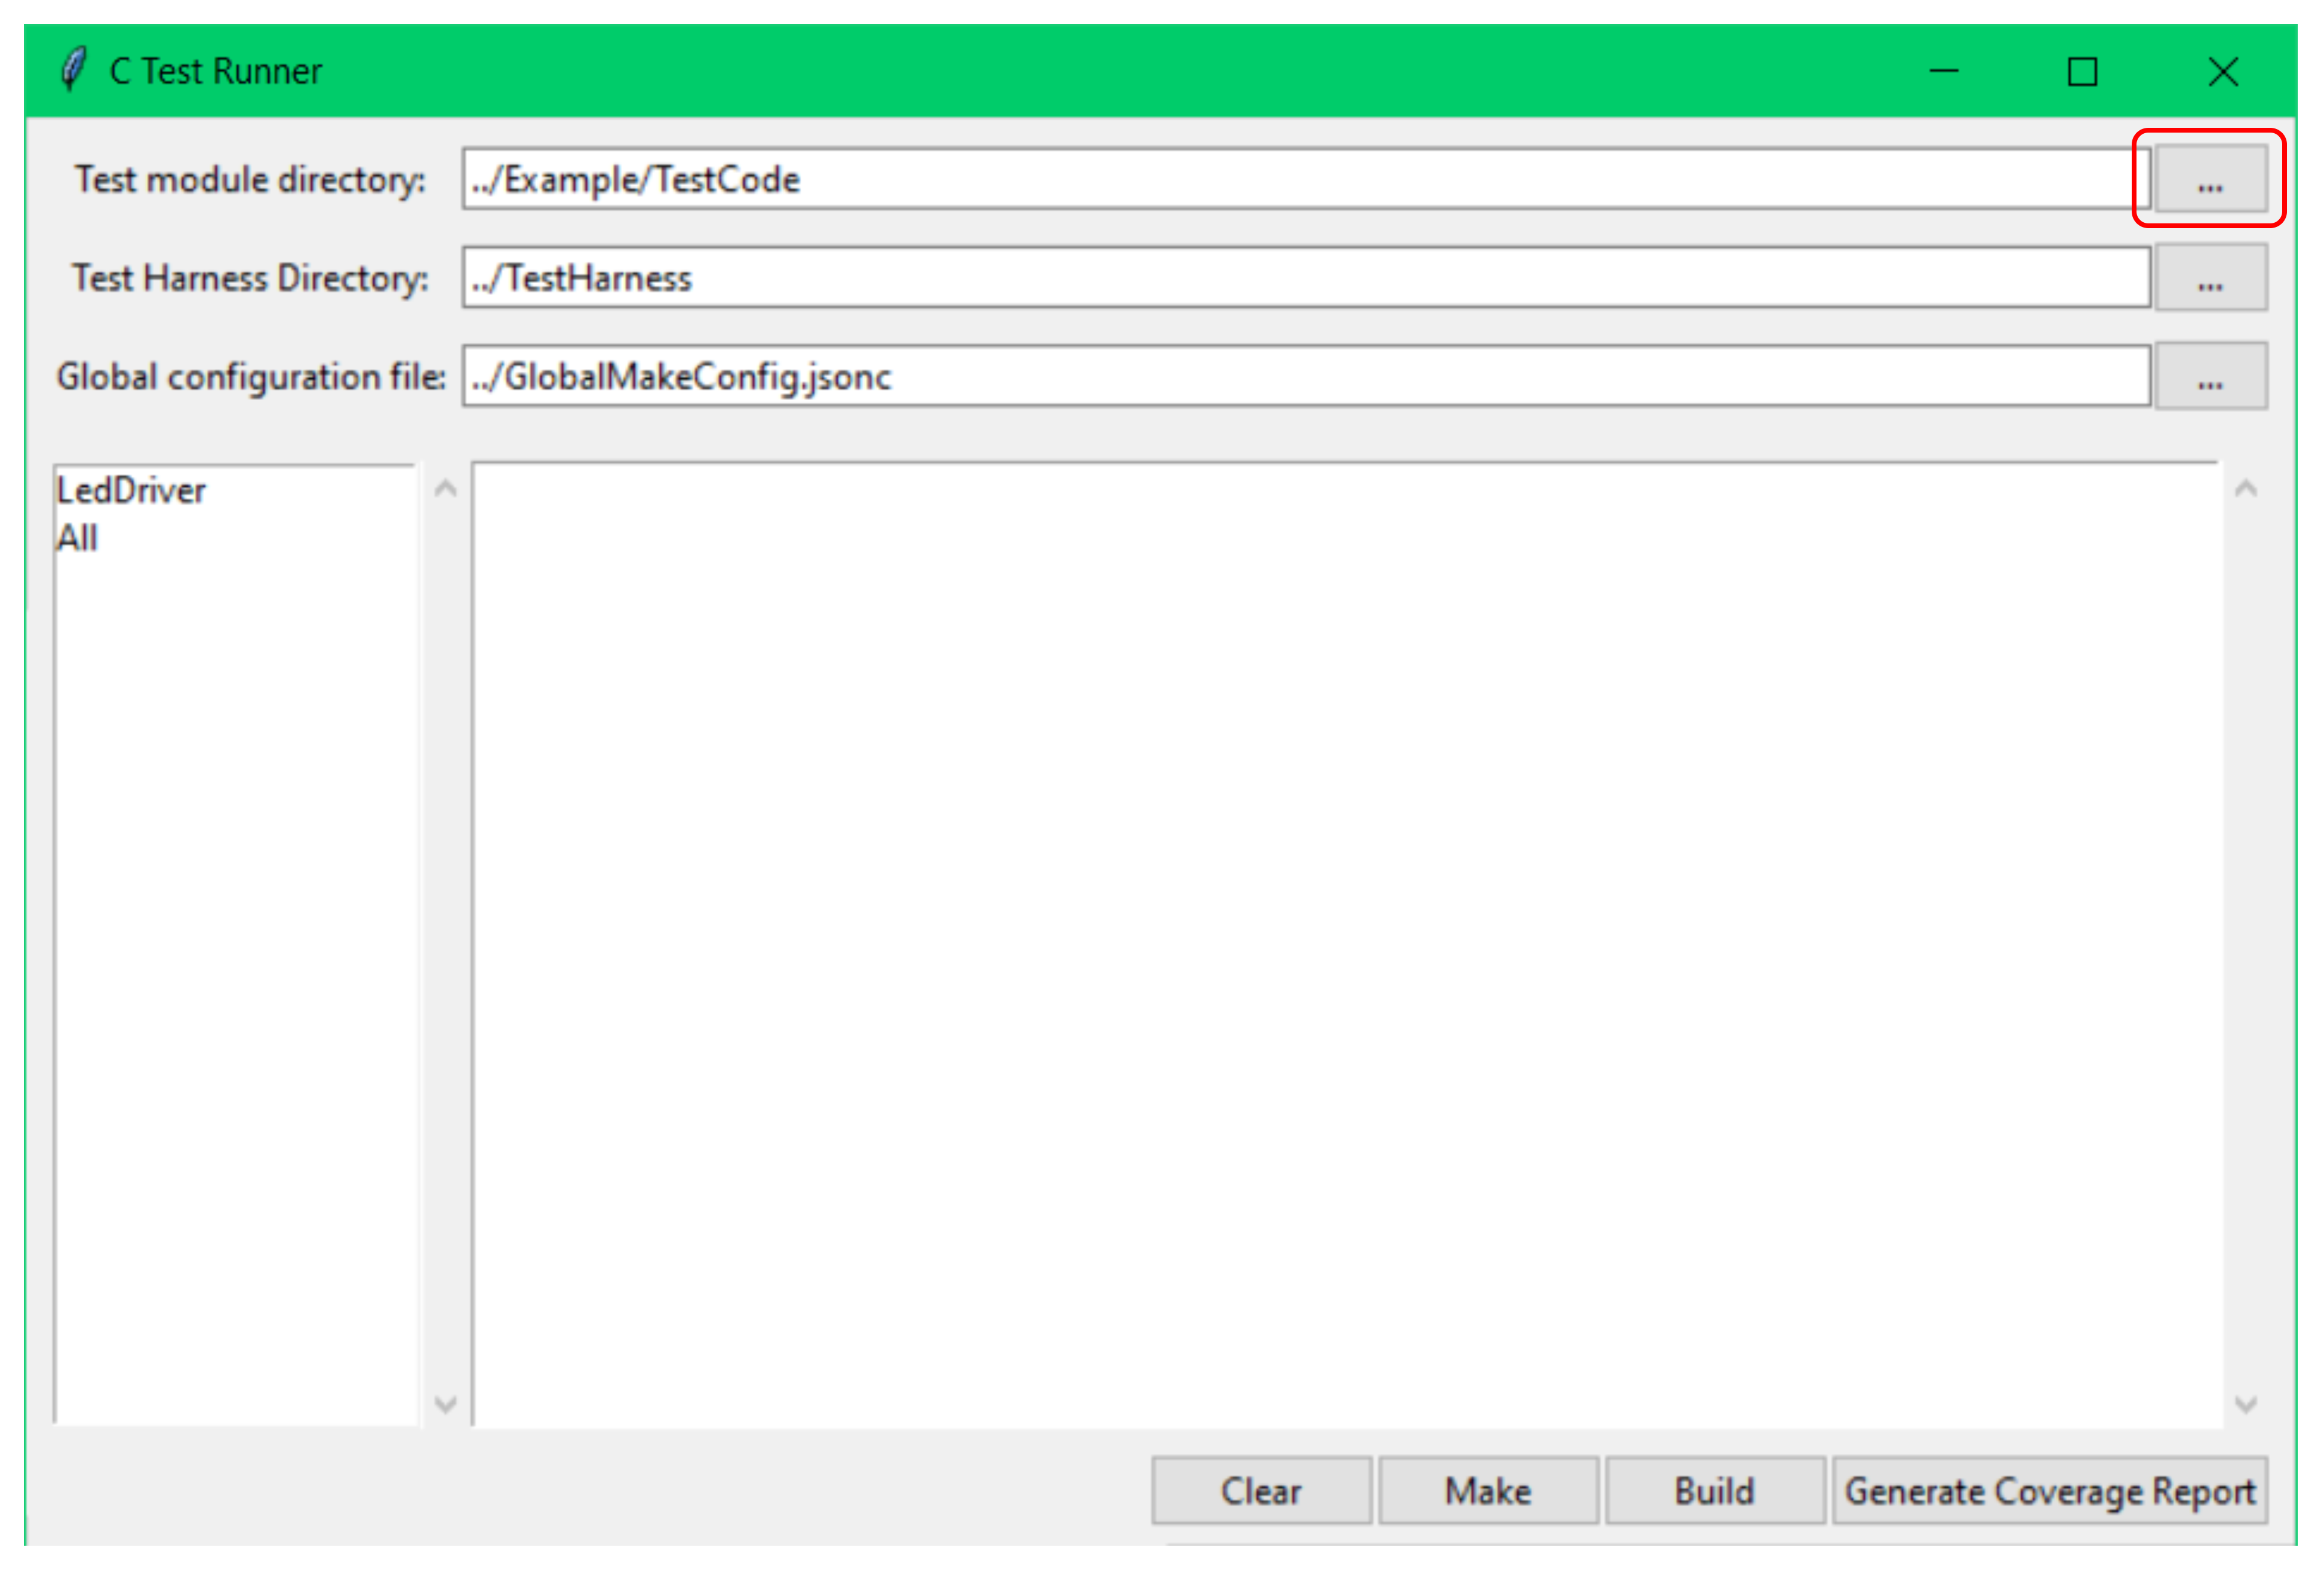 C Test Runner
Test module directory: ../Example/TestCode ...
Test Harness Directory: ../TestHarness ...
Global configuration file: ../GlobalMakeConfig.jsonc ...
LedDriver
All
Clear Make Build Generate Coverage Report